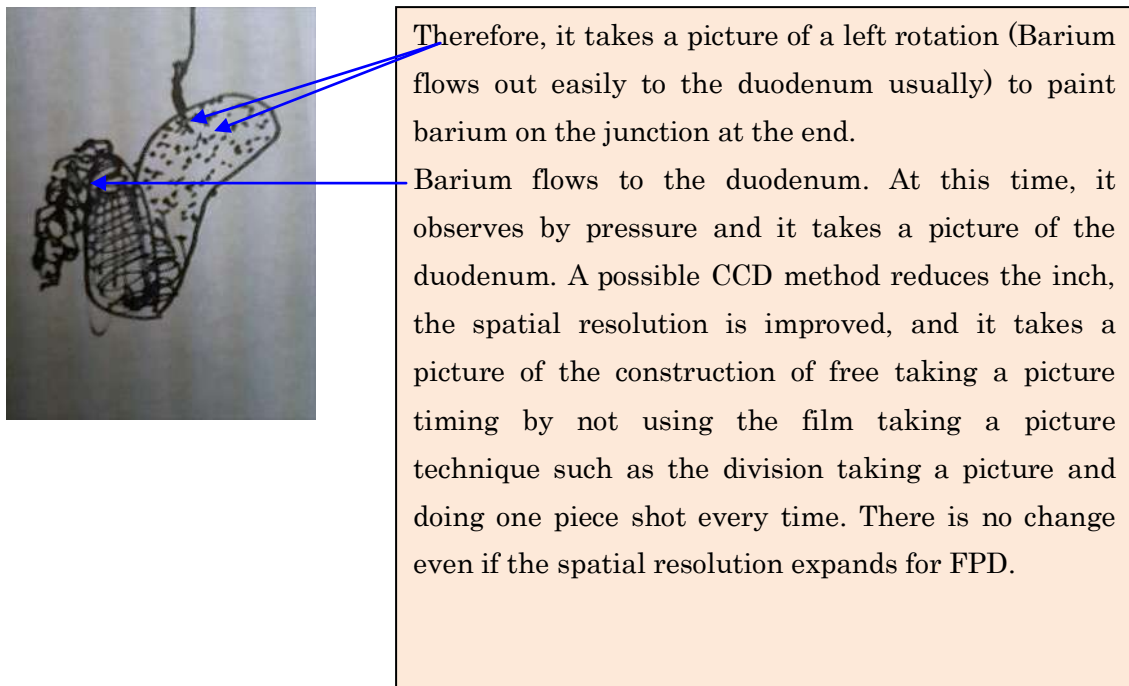 Therefore, it takes a picture of a left rotation (Barium
flows out easily to the duodenum usually) to paint
barium on the junction at the end.
Barium flows to the duodenum. At this time, it
observes by pressure and it takes a picture of the
duodenum. A possible CCD method reduces the inch,
the spatial resolution is improved, and it takes a
picture of the construction of free taking a picture
timing by not using the film taking a picture
technique such as the division taking a picture and
doing one piece shot every time. There is no change
even if the spatial resolution expands for FPD.